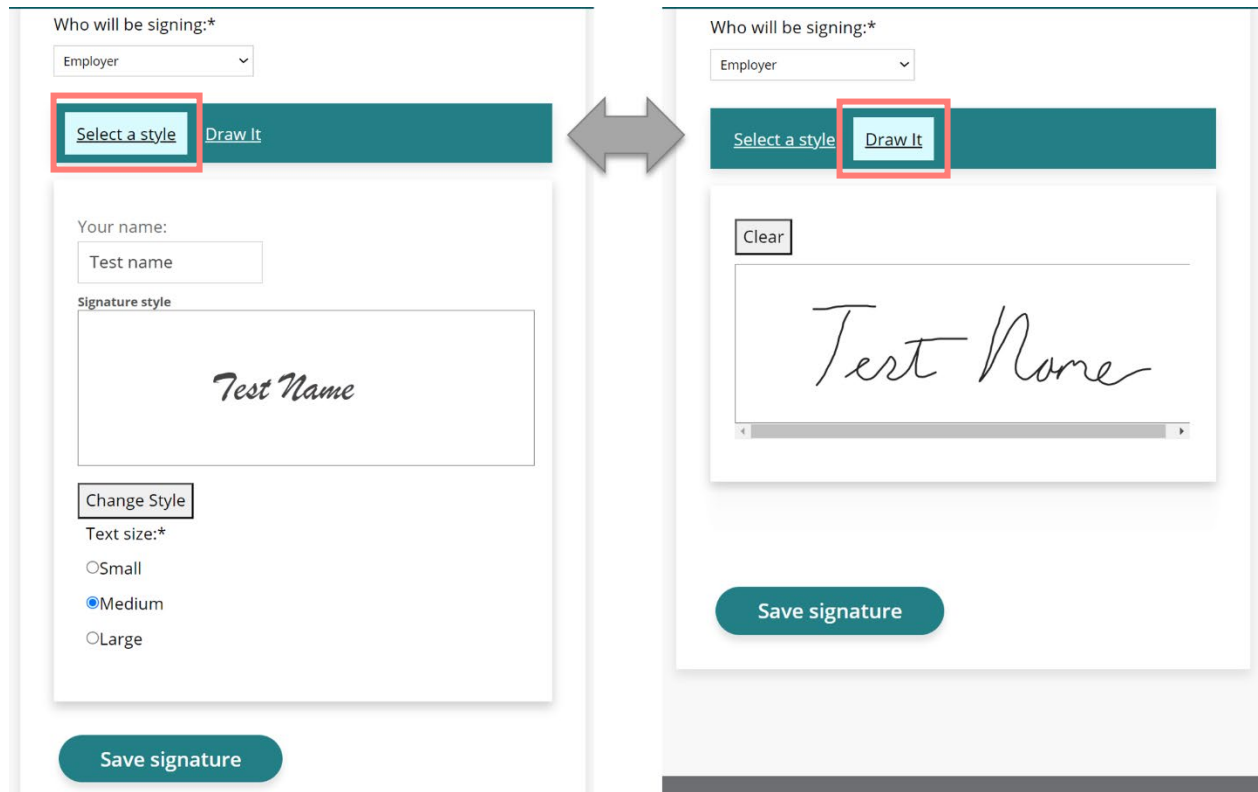 Who will be signing:*
Employer
Select a style Draw It
Your name:
Test name
Signature style
Test Name
Change Style
Text size:*
Small
Medium
Large
Save signature
Who will be signing:*
Employer
Select a style Draw It
Clear
Test Name
Save signature